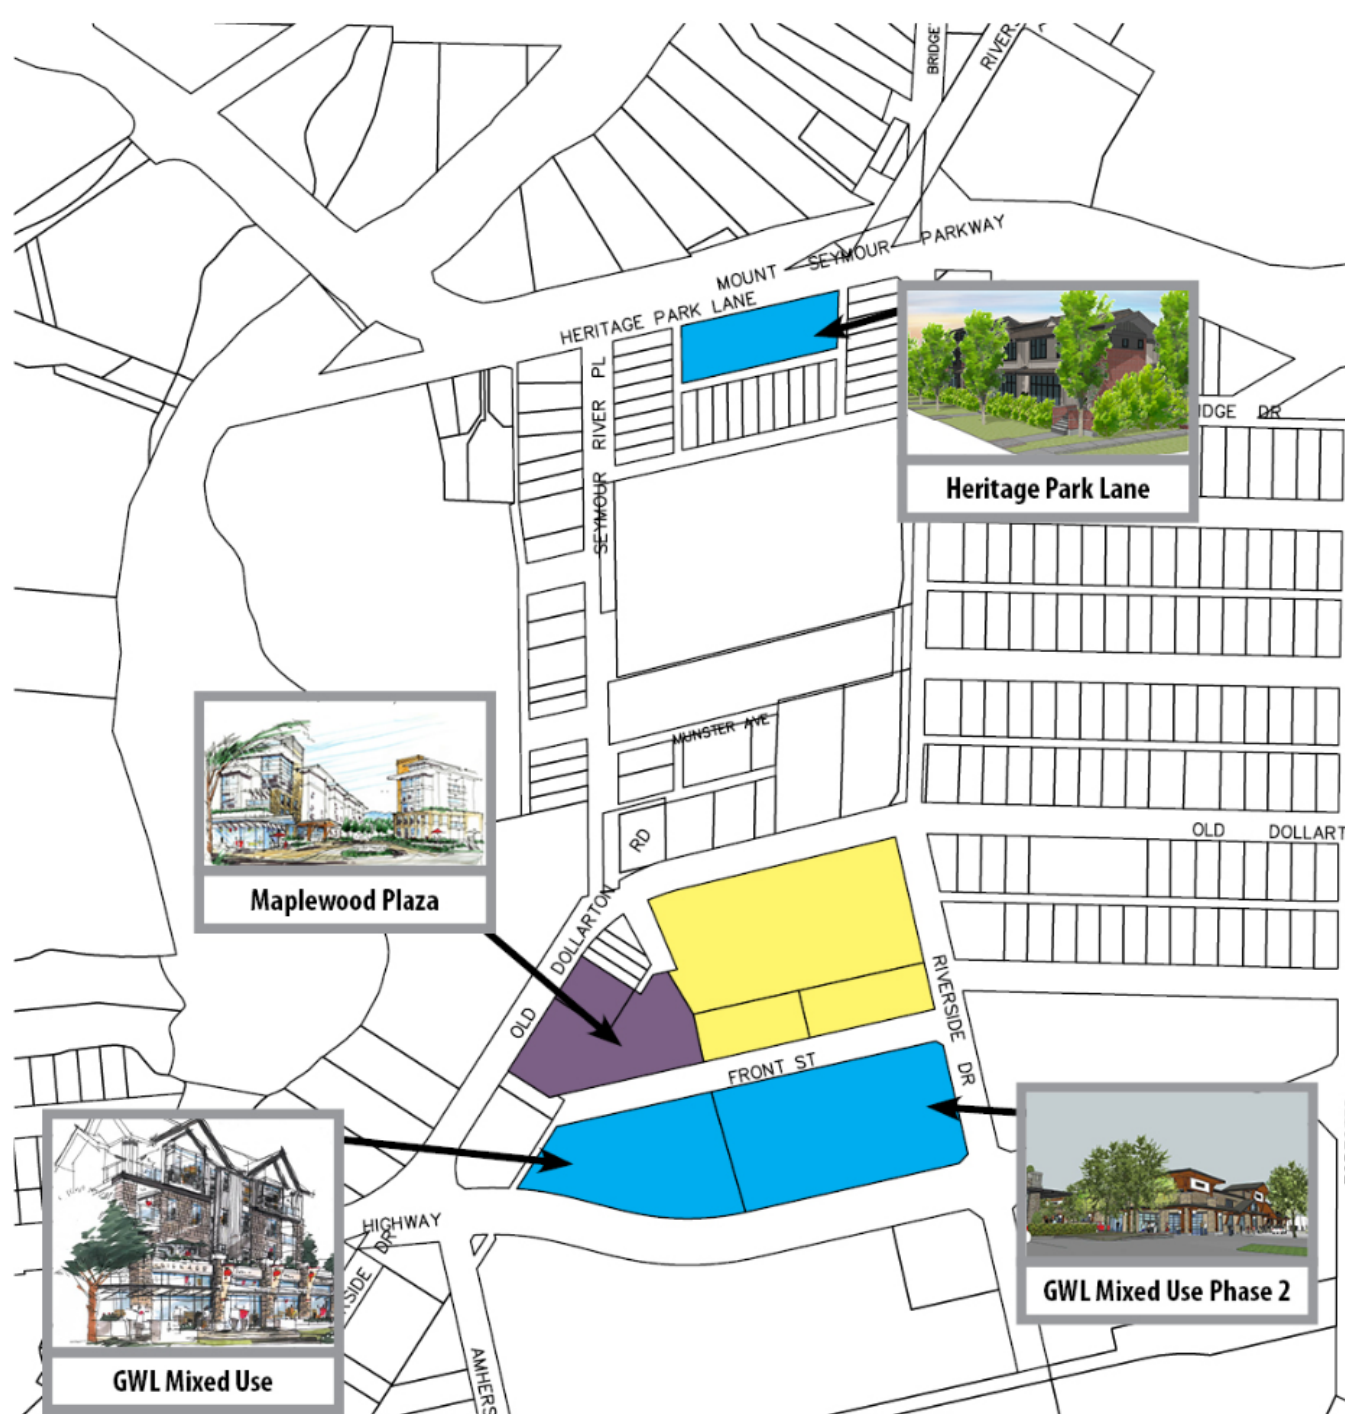 BRIDGE
RIVERS
MOUNT SEYMOUR PARKWAY
HERITAGE PARK LANE
SEYMOUR RIVER PL
Heritage Park Lane
IDGE DR
MUNSTER AVE
OLD DOLLART
RD
Maplewood Plaza
OLD DOLLARTON
RIVERSIDE DR
FRONT ST
HIGHWAY
RSIDE DR
GWL Mixed Use Phase 2
GWL Mixed Use
AMHERS